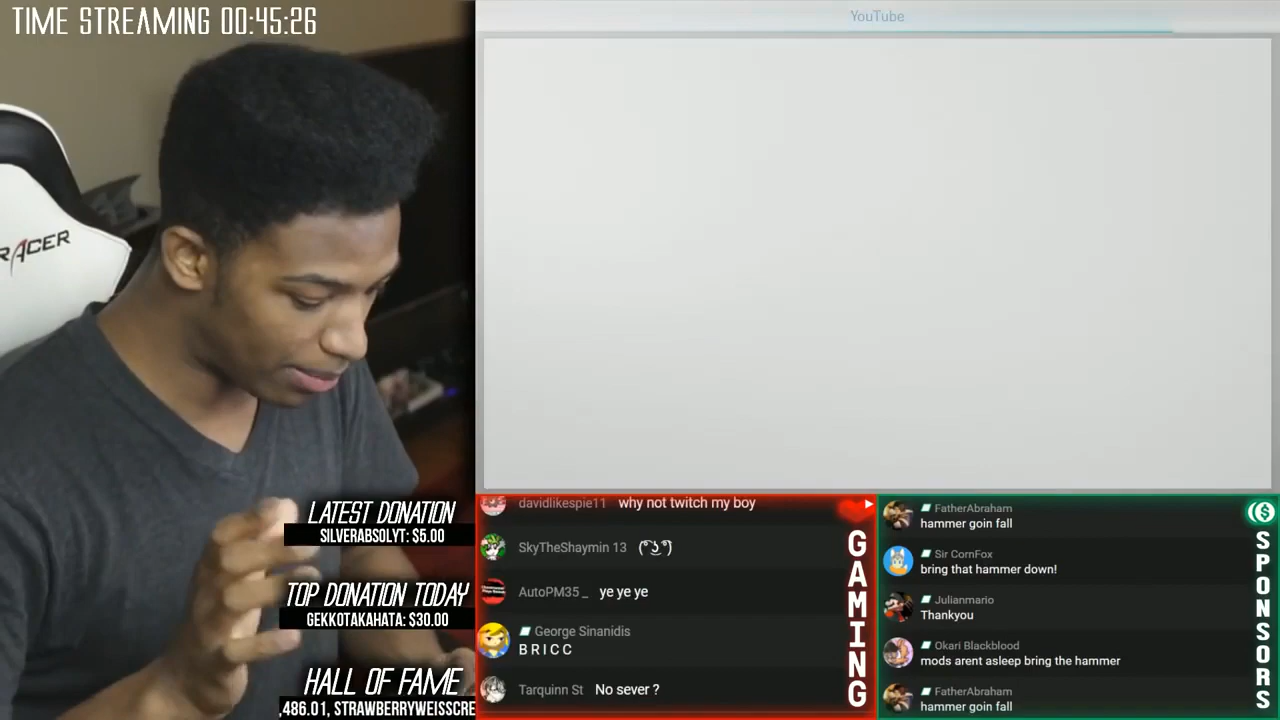 TIME STREAMING 00:45:26
RACER
YouTube
LATEST DONATION
SILVERABSOLYT: $5.00
TOP DONATION TODAY
GEKKOTAKAHATA: $30.00
HALL OF FAME
,486.01, STRAWBERRYWEISSCRE
davidlikespie11 why not twitch my boy
SkyTheShaymin 13 ( ͡° ͜ʖ ͡°)
AutoPM35_ ye ye ye
George Sinanidis
B R I C C
Tarquinn St No sever ?
GAMING
FatherAbraham
hammer goin fall
Sir CornFox
bring that hammer down!
Julianmario
Thankyou
Okari Blackblood
mods arent asleep bring the hammer
FatherAbraham
hammer goin fall
SPONSORS